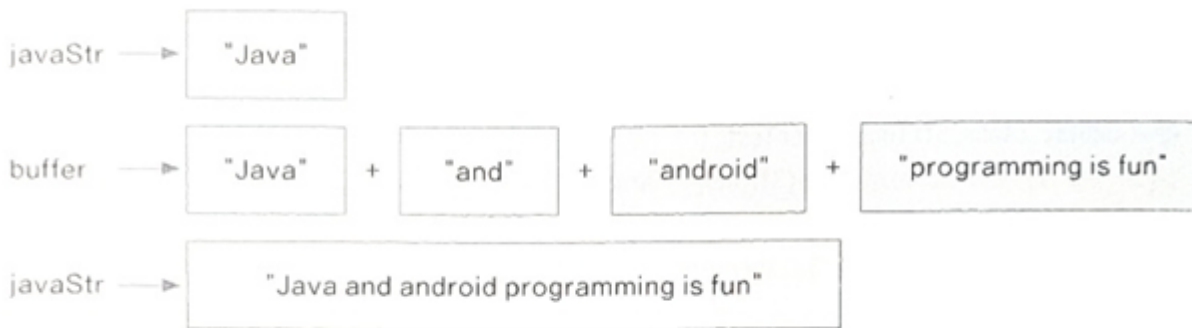 javaStr "Java"
buffer "Java" + "and" + "android" + "programming is fun"
javaStr "Java and android programming is fun"